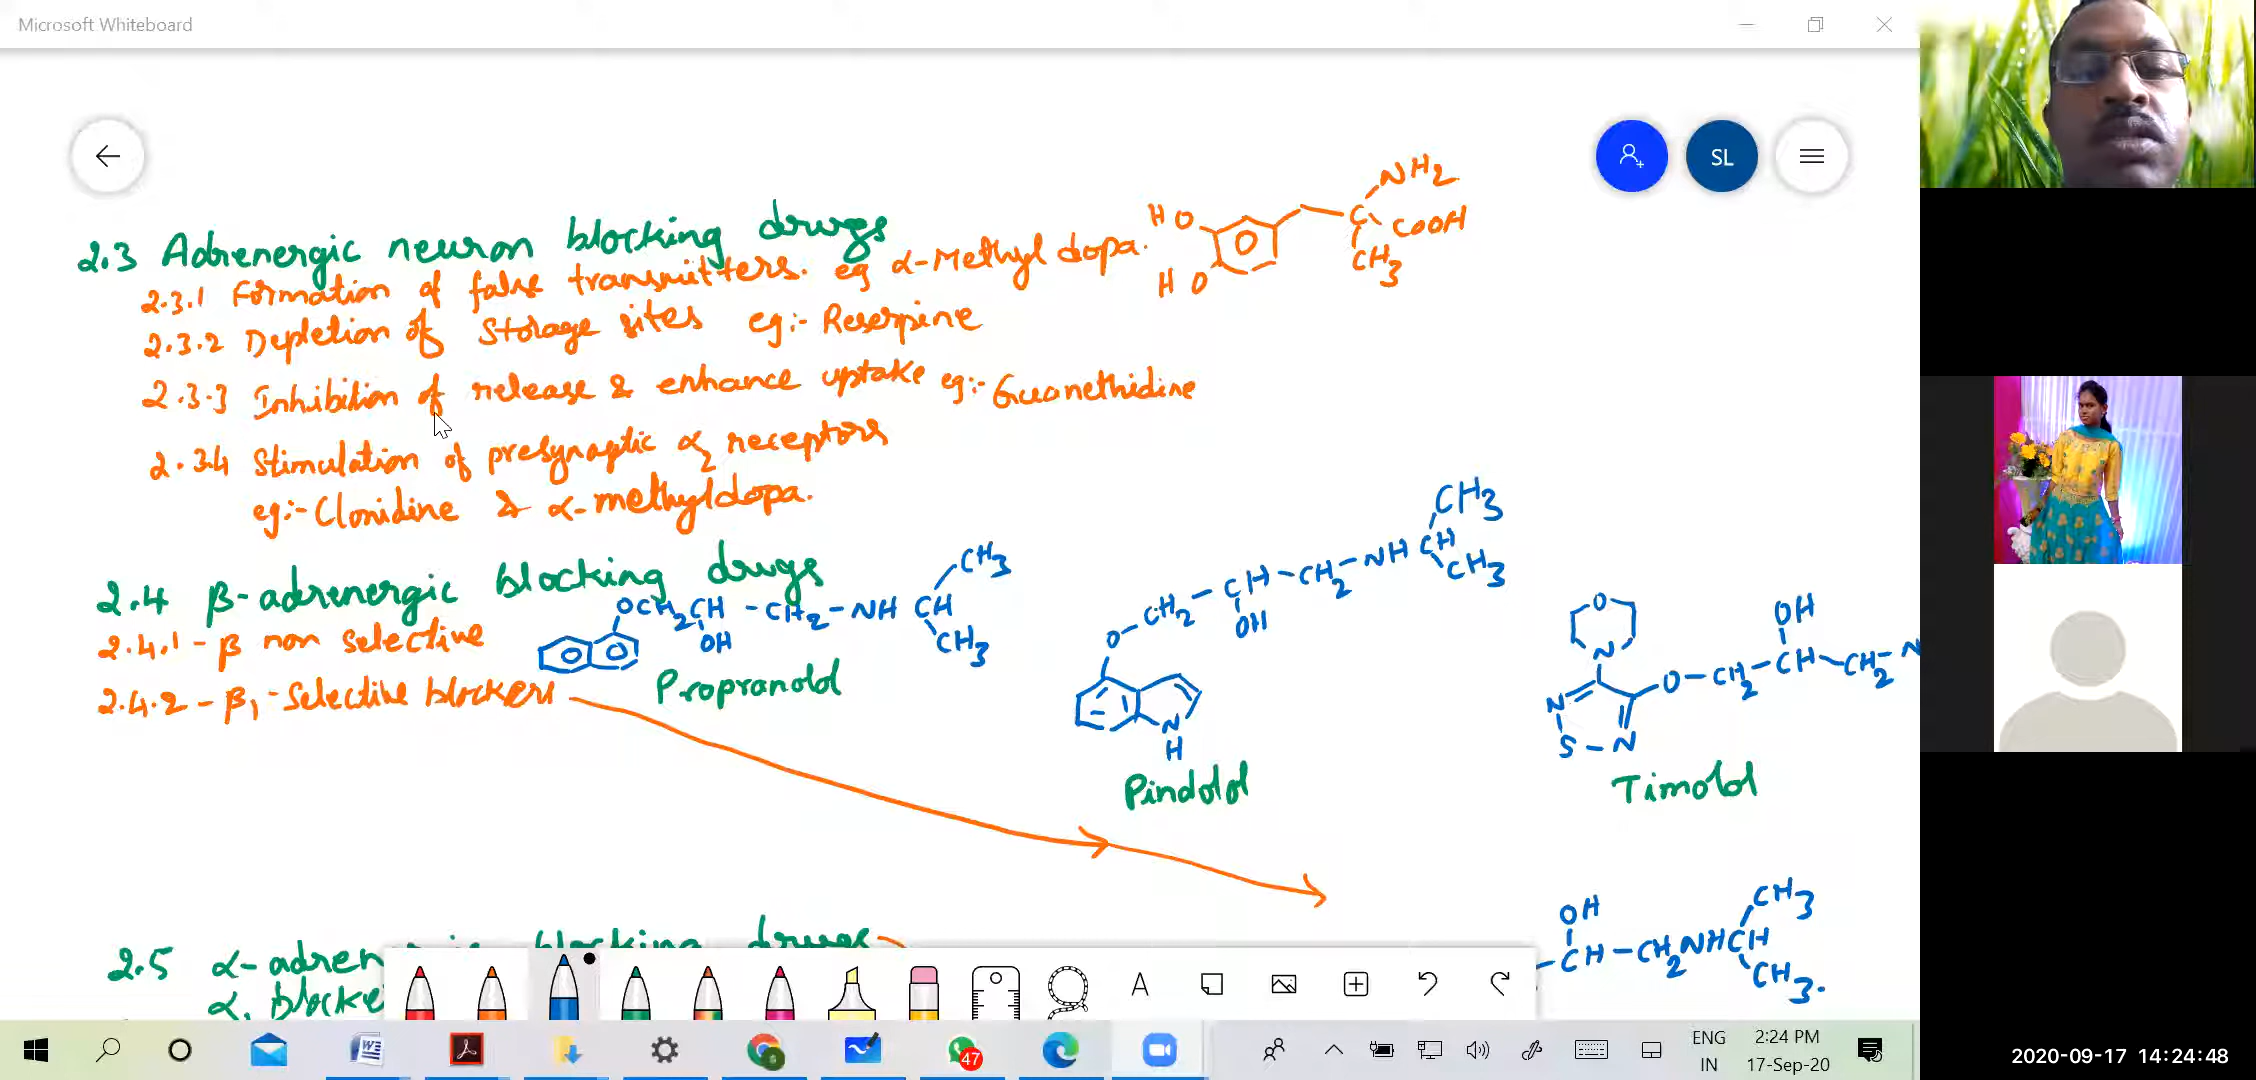 Microsoft Whiteboard
SL
2.3 Adrenergic neuron blocking drugs
2.3.1 Formation of false transmitters. eg α-Methyl dopa.
HO
HO
C
NH2
COOH
CH3
2.3.2 Depletion of storage sites eg:- Reserpine
2.3.3 Inhibition of release & enhance uptake eg:- Guanethidine
2.3.4 Stimulation of presynaptic α2 receptors
eg:- Clonidine & α-methyldopa.
2.4 β-adrenergic blocking drugs
2.4.1 - β non selective
2.4.2 - β1-Selective blockers
OCH2CH - CH2 - NH CH
OH
CH3
CH3
Propranolol
O - CH2 - CH - CH2 - NH CH
OH
CH3
CH3
N
H
Pindolol
O
N
N
S - N
O - CH2 - CH - CH2 - N
OH
Timolol
OH
- CH - CH2 NH CH
CH3
CH3.
2.5 α-adren blocking drugs
α1 blocke
A
47
ENG
IN
2:24 PM
17-Sep-20
2020-09-17 14:24:48